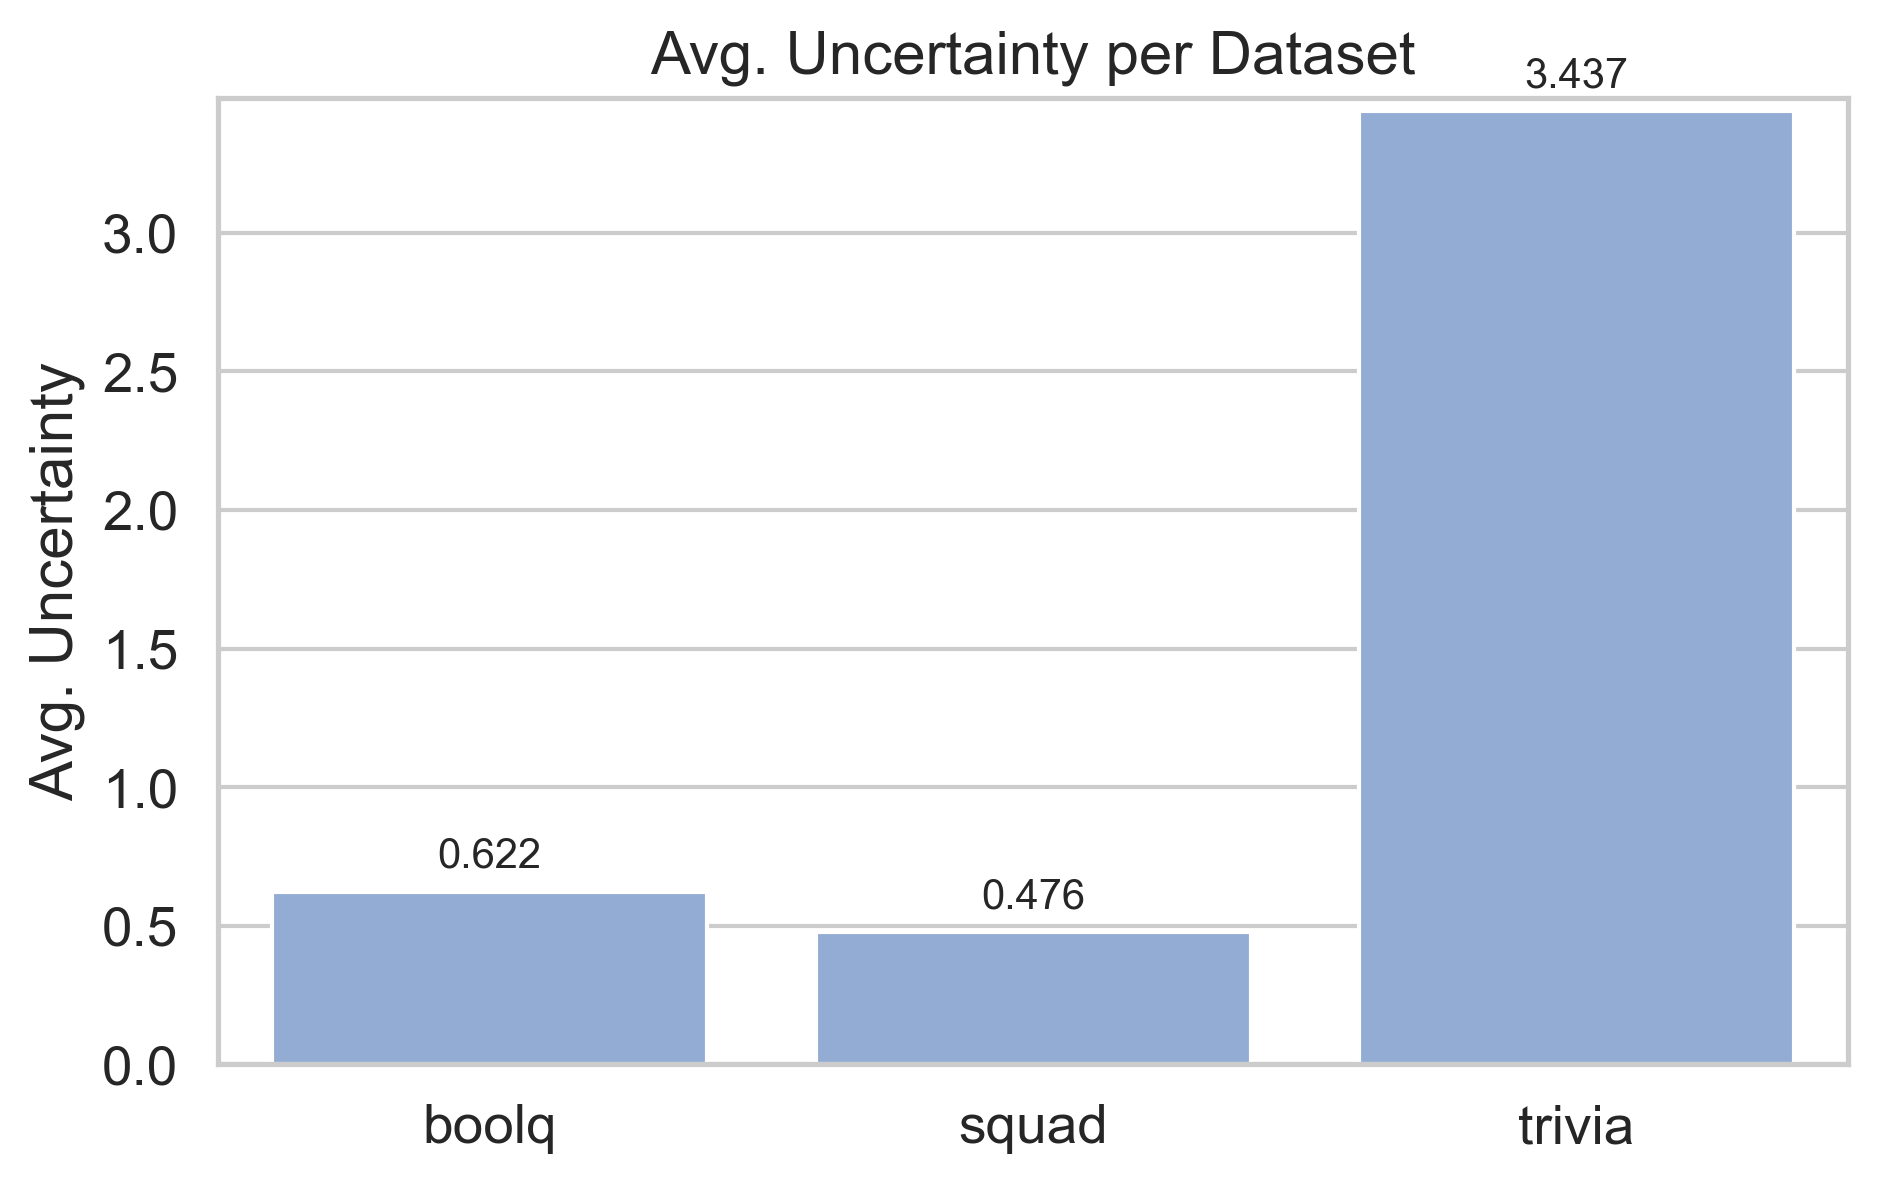 Avg. Uncertainty per Dataset
3.437
3.0
2.5
2.0
1.5
1.0
0.5
0.0
Avg. Uncertainty
0.622
0.476
boolq
squad
trivia